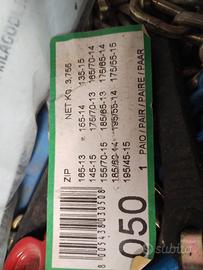 ZIP NET KG. 3,755
165-13 155-14 135-15
145-15 175/70-13 165/70-14
155/70-15 185/65-13 175/65-14
185/60-14 195/55-14 175/55-15
195/45-15
050 1 PAIO / PAIR / PAIRE / PAAR
subito